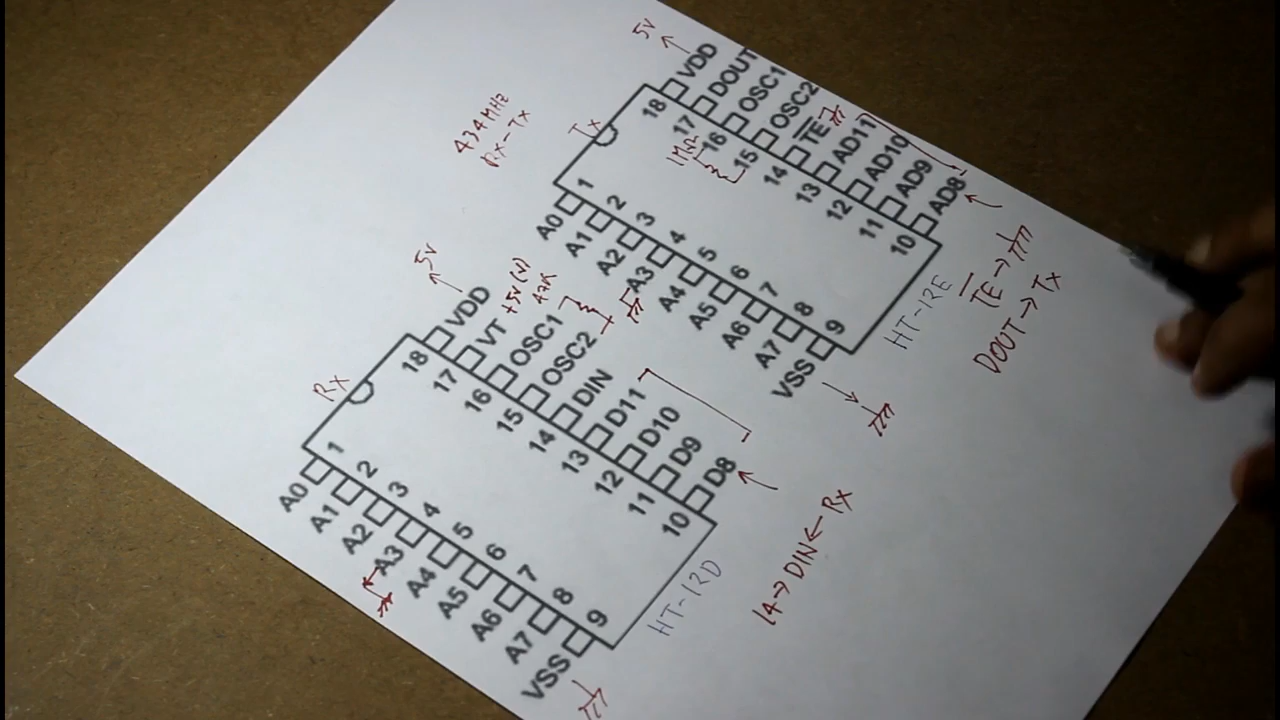 5V
434MHz
Rx-Tx
Tx
18 VDD
17 DOUT
16 OSC1
15 OSC2
14 TE
13 AD11
12 AD10
11 AD9
10 AD8
1MΩ
1 A0
2 A1
3 A2
4 A3
5 A4
6 A5
7 A6
8 A7
9 VSS
HT-12E
TE→
DOUT→Tx
5V
Rx
18 VDD
17 VT +5V(V)
16 OSC1
15 OSC2
14 DIN
13 D11
12 D10
11 D9
10 D8
47K
1 A0
2 A1
3 A2
4 A3
5 A4
6 A5
7 A6
8 A7
9 VSS
HT-12D
14→DIN←Rx